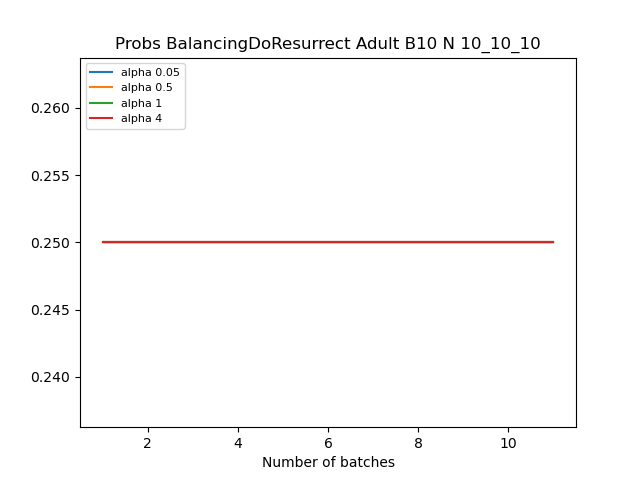 Probs BalancingDoResurrect Adult B10 N 10_10_10
alpha 0.05
alpha 0.5
alpha 1
alpha 4
0.260
0.255
0.250
0.245
0.240
2 4 6 8 10
Number of batches